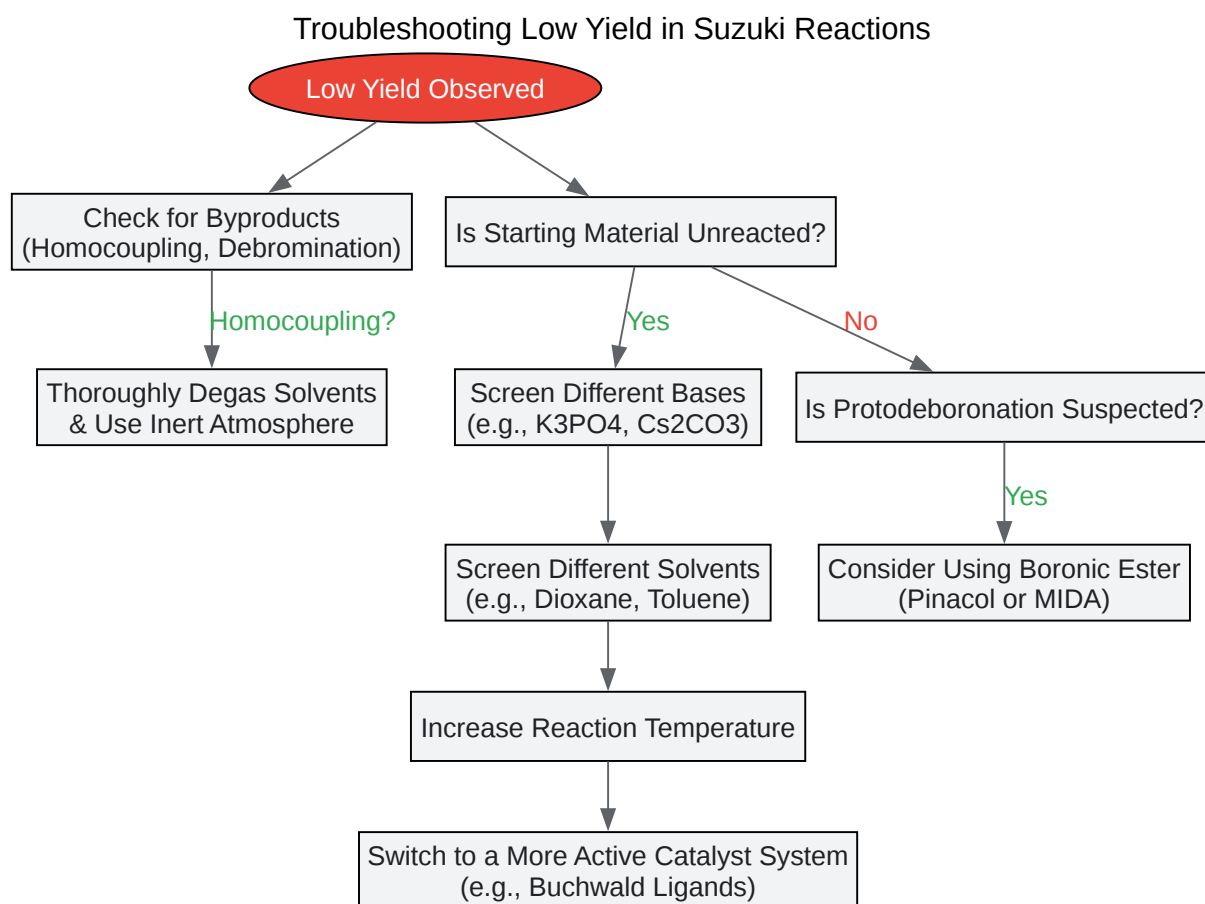 Troubleshooting Low Yield in Suzuki Reactions
Low Yield Observed
Check for Byproducts
(Homocoupling, Debromination)
Is Starting Material Unreacted?
Homocoupling?
Yes
No
Thoroughly Degas Solvents
& Use Inert Atmosphere
Screen Different Bases
(e.g., K3PO4, Cs2CO3)
Is Protodeboronation Suspected?
Yes
Screen Different Solvents
(e.g., Dioxane, Toluene)
Consider Using Boronic Ester
(Pinacol or MIDA)
Increase Reaction Temperature
Switch to a More Active Catalyst System
(e.g., Buchwald Ligands)